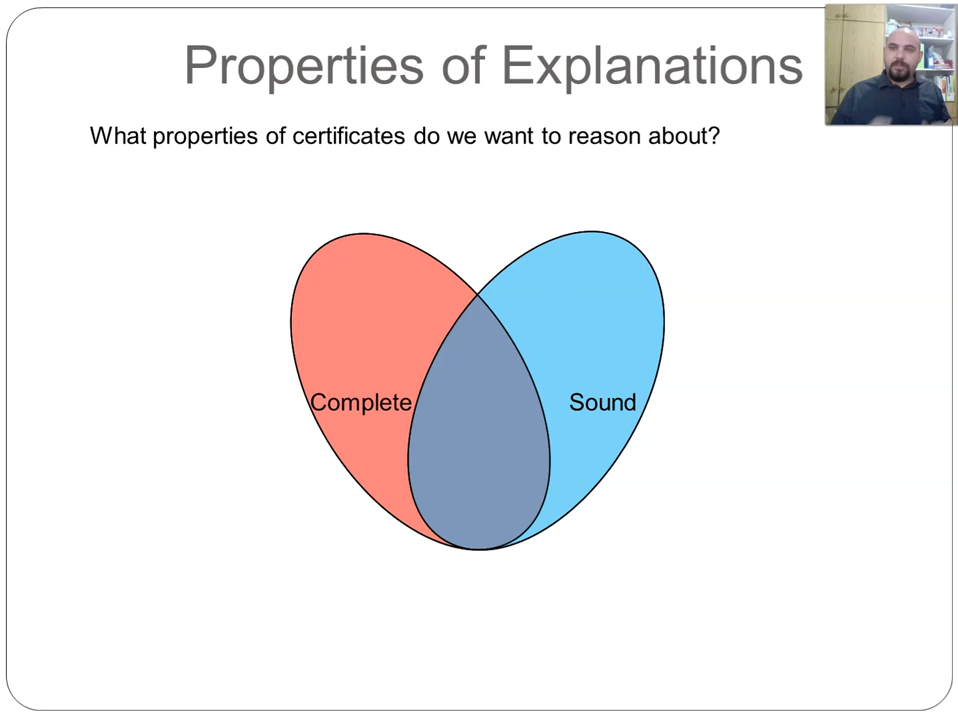 Properties of Explanations
What properties of certificates do we want to reason about?
Complete
Sound